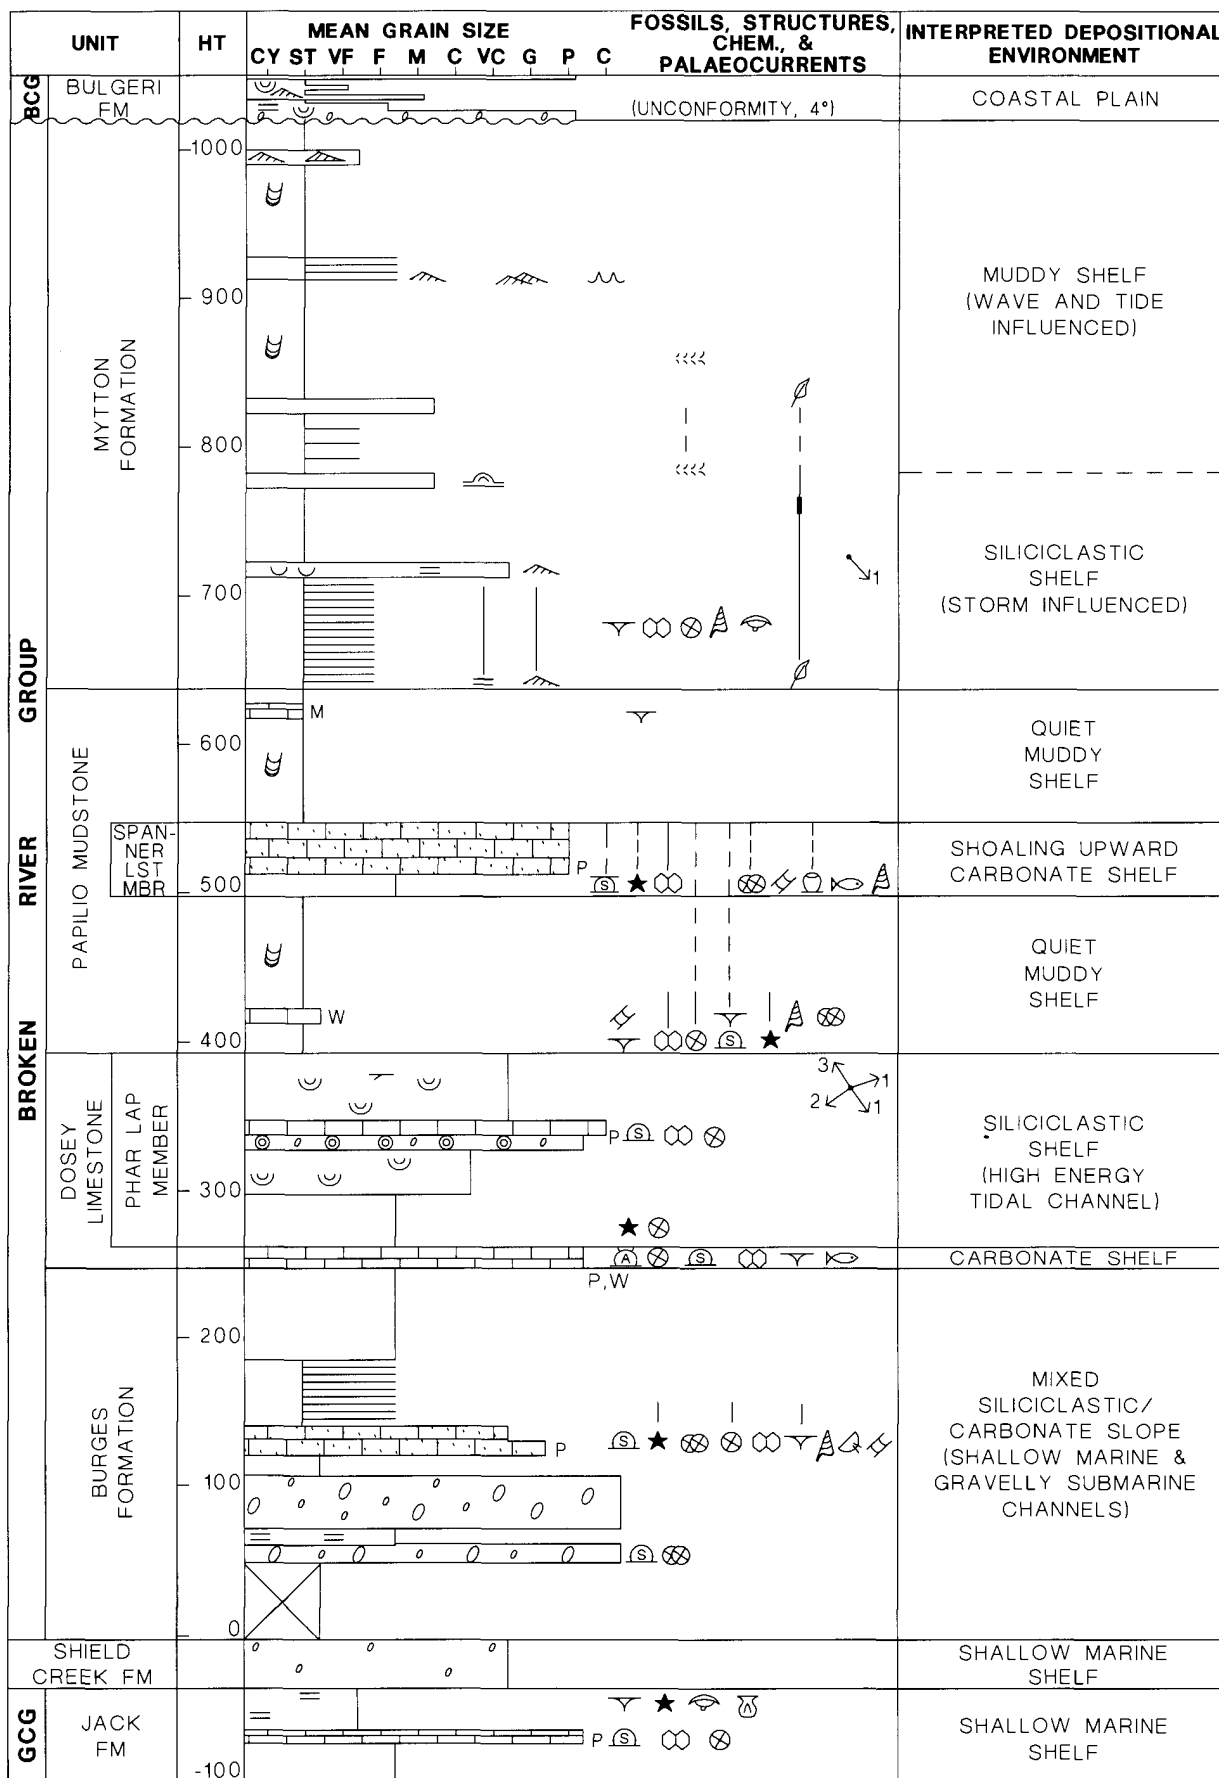 UNIT
HT
MEAN GRAIN SIZE
CY ST VF F M C VC G P C
FOSSILS, STRUCTURES,
CHEM., &
PALAEOCURRENTS
INTERPRETED DEPOSITIONAL
ENVIRONMENT
BCG
BULGERI
FM
(UNCONFORMITY, 4°)
COASTAL PLAIN
BROKEN RIVER GROUP
MYTTON
FORMATION
1000
900
800
700
MUDDY SHELF
(WAVE AND TIDE
INFLUENCED)
1
SILICICLASTIC
SHELF
(STORM INFLUENCED)
PAPILIO MUDSTONE
M
600
QUIET
MUDDY
SHELF
SPAN-
NER
LST
MBR
500
P
S
SHOALING UPWARD
CARBONATE SHELF
W
400
S
QUIET
MUDDY
SHELF
DOSEY
LIMESTONE
PHAR LAP
MEMBER
3
1
2
1
P S
300
SILICICLASTIC
SHELF
(HIGH ENERGY
TIDAL CHANNEL)
A S
CARBONATE SHELF
BURGES
FORMATION
P,W
200
P S
100
S
0
MIXED
SILICICLASTIC/
CARBONATE SLOPE
(SHALLOW MARINE &
GRAVELLY SUBMARINE
CHANNELS)
SHIELD
CREEK FM
SHALLOW MARINE
SHELF
GCG
JACK
FM
P S
-100
SHALLOW MARINE
SHELF